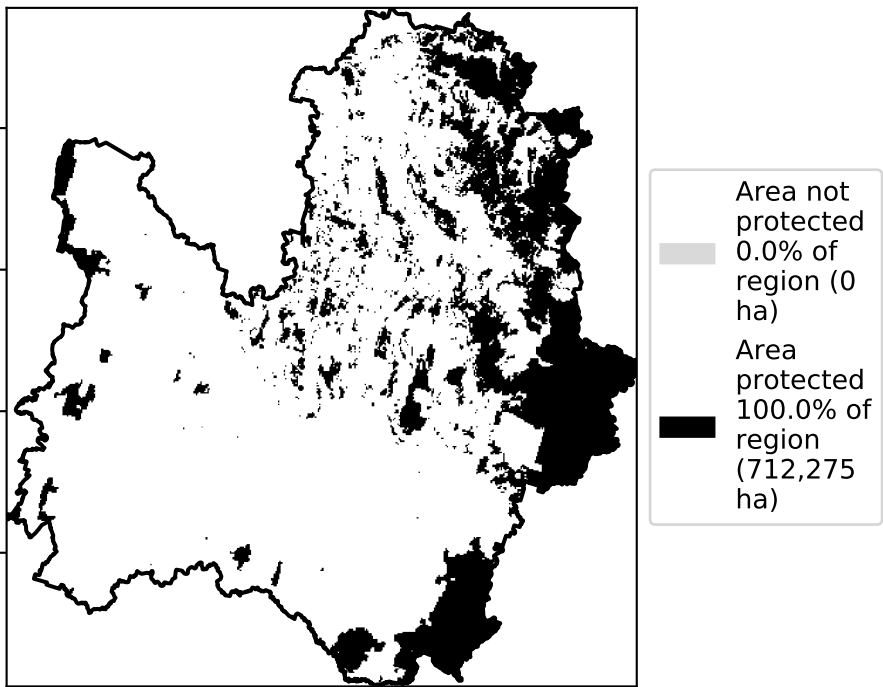 Area not
protected
0.0% of
region (0
ha)
Area
protected
100.0% of
region
(712,275
ha)